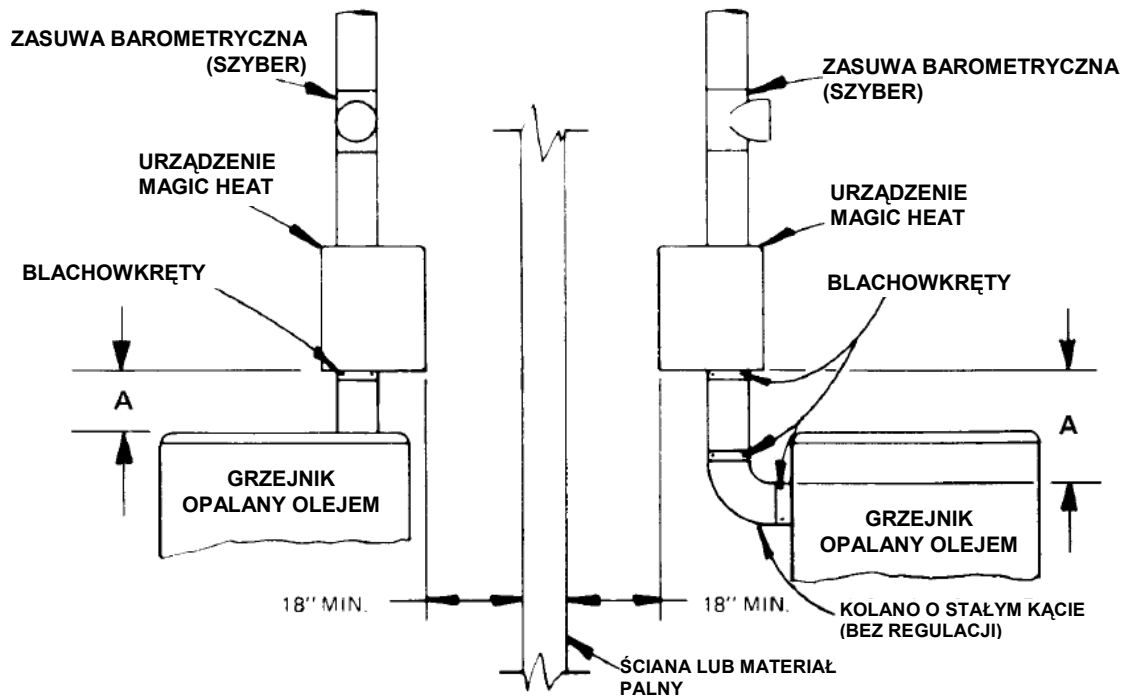 ZASUWA BAROMETRYCZNA
(SZYBER)
URZĄDZENIE
MAGIC HEAT
BLACHOWKRĘTY
A
GRZEJNIK
OPALANY OLEJEM
18" MIN.
ZASUWA BAROMETRYCZNA
(SZYBER)
URZĄDZENIE
MAGIC HEAT
BLACHOWKRĘTY
A
GRZEJNIK
OPALANY OLEJEM
18" MIN.
KOLANO O STAŁYM KĄCIE
(BEZ REGULACJI)
ŚCIANA LUB MATERIAŁ
PALNY